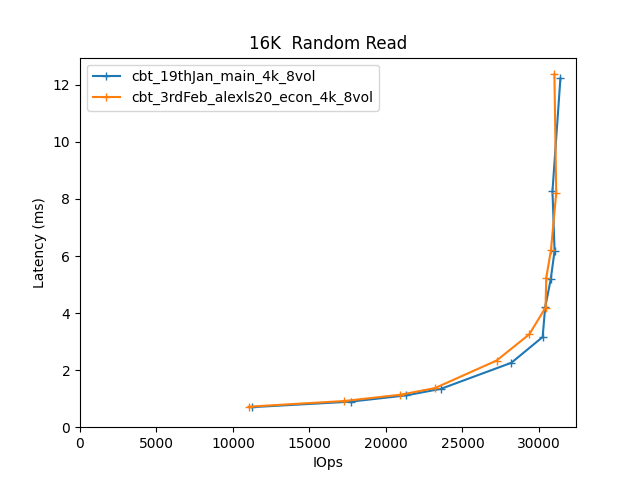 16K  Random Read
cbt_19thJan_main_4k_8vol
cbt_3rdFeb_alexls20_econ_4k_8vol
Latency (ms)
12
10
8
6
4
2
0
0 5000 10000 15000 20000 25000 30000
IOps